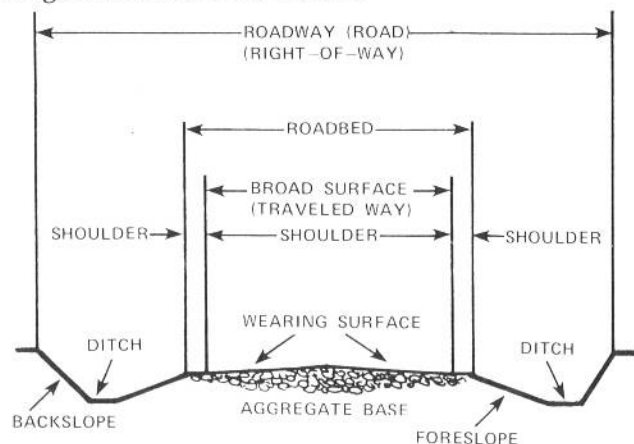 ROADWAY (ROAD)
(RIGHT-OF-WAY)
ROADBED
BROAD SURFACE
(TRAVELED WAY)
SHOULDER SHOULDER SHOULDER
WEARING SURFACE
DITCH DITCH
BACKSLOPE AGGREGATE BASE
FORESLOPE